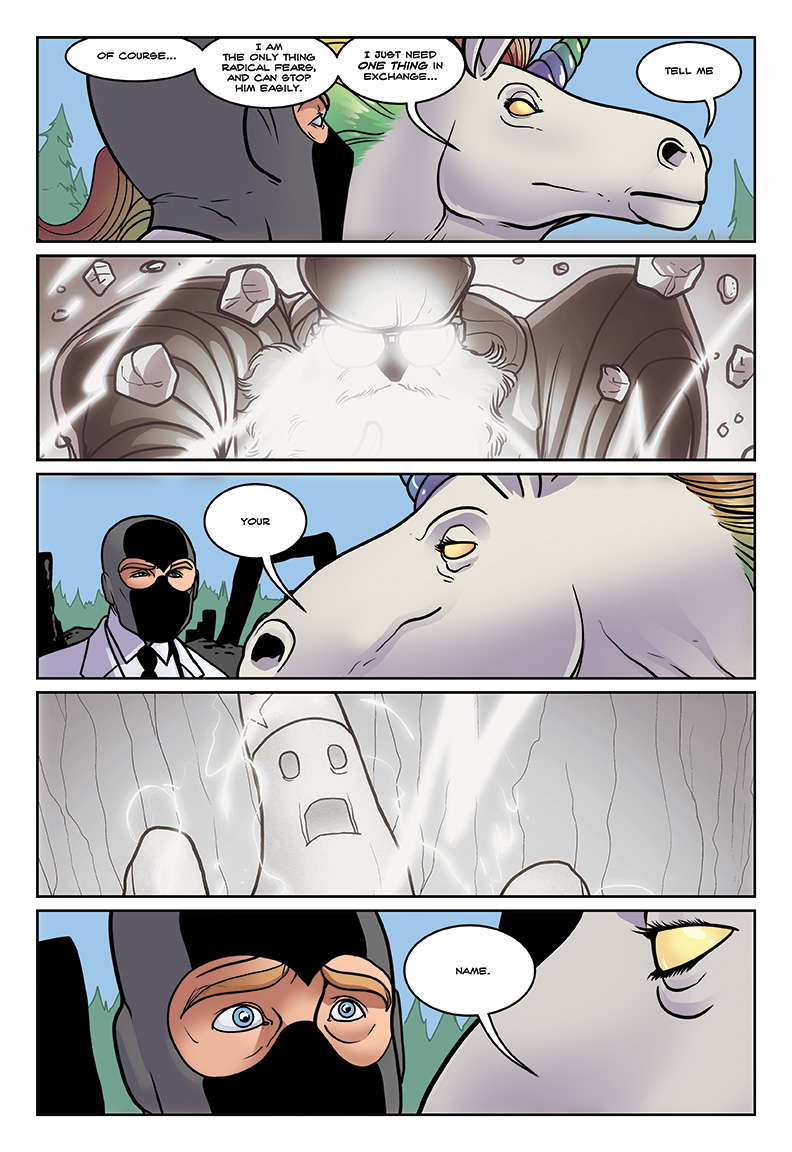 OF COURSE...
I AM
THE ONLY THING
RADICAL FEARS,
AND CAN STOP
HIM EASILY.
I JUST NEED
ONE THING IN
EXCHANGE...
TELL ME
YOUR
NAME.